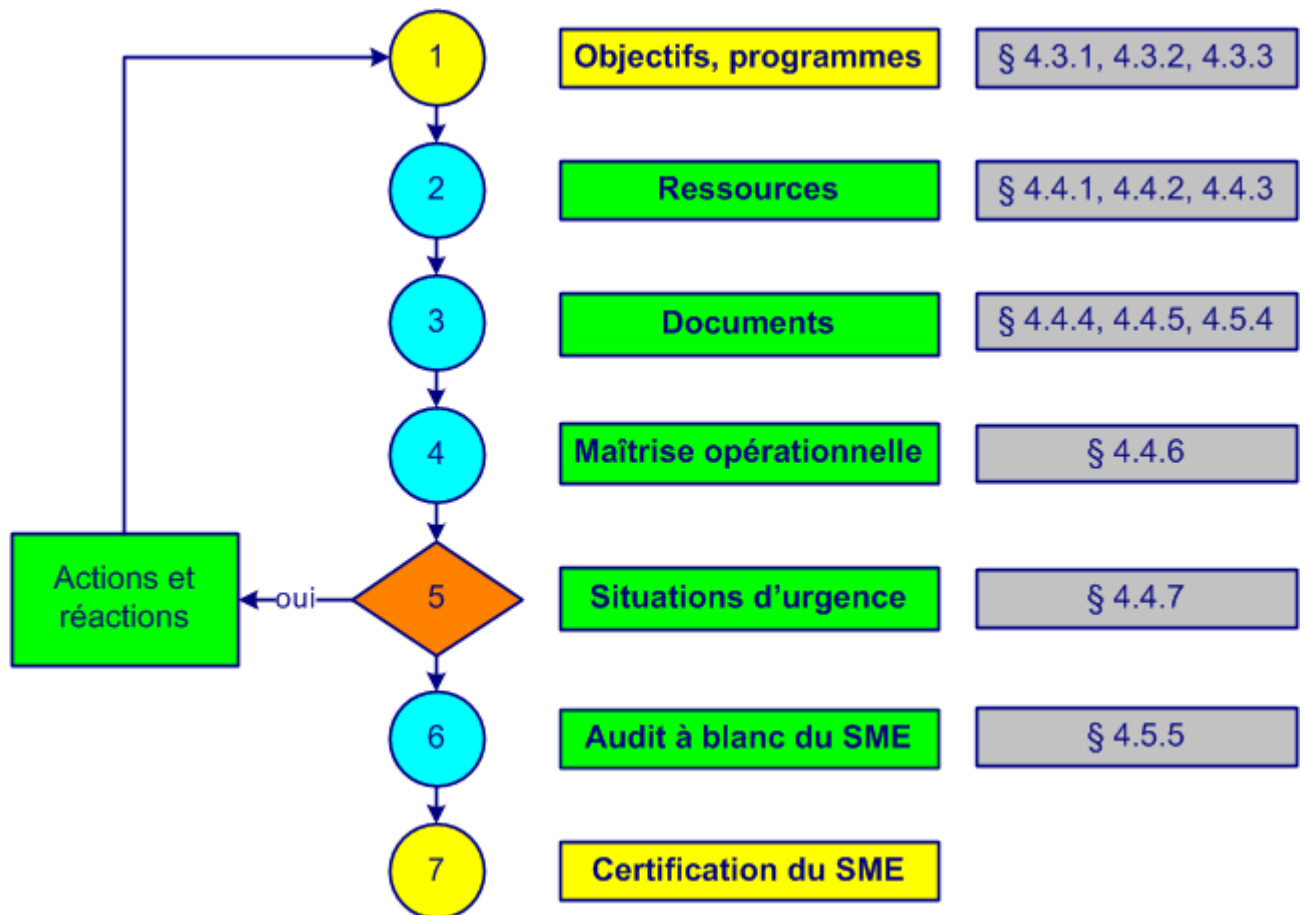 1
Objectifs, programmes
§ 4.3.1, 4.3.2, 4.3.3
2
Ressources
§ 4.4.1, 4.4.2, 4.4.3
3
Documents
§ 4.4.4, 4.4.5, 4.5.4
4
Maîtrise opérationnelle
§ 4.4.6
Actions et
réactions
oui
5
Situations d'urgence
§ 4.4.7
6
Audit à blanc du SME
§ 4.5.5
7
Certification du SME